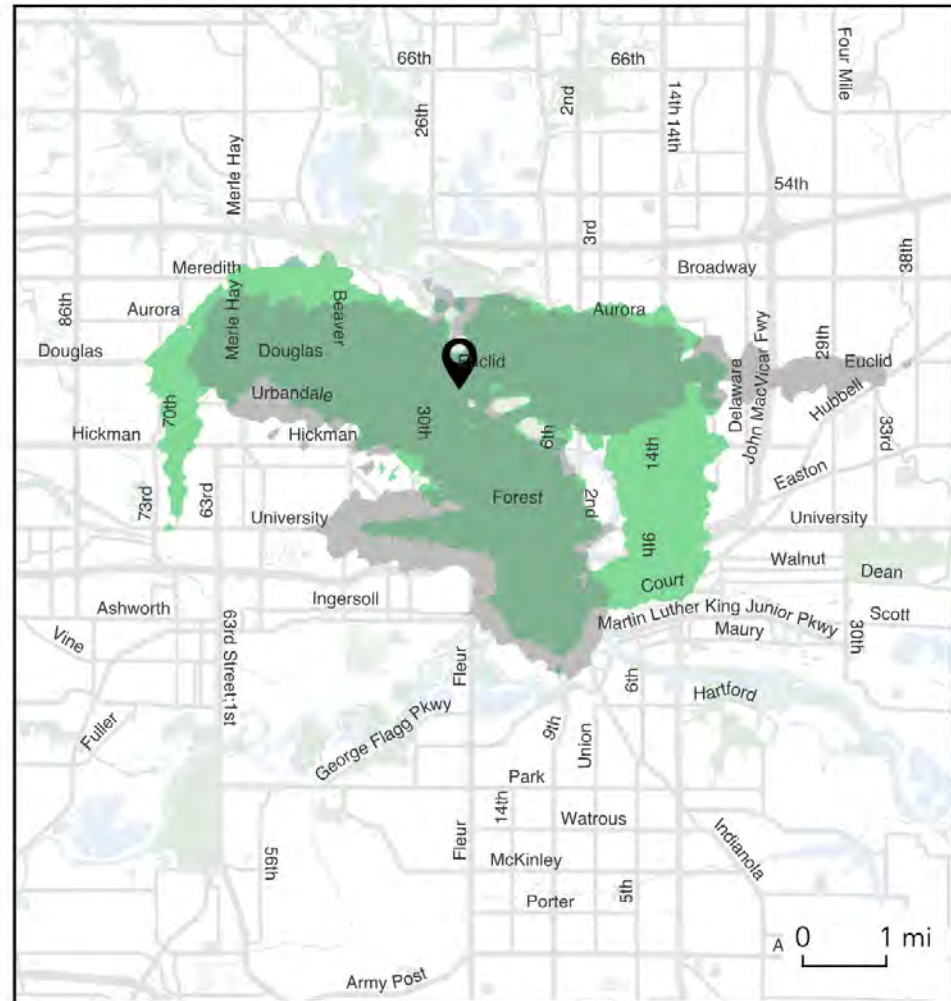 66th
66th
Four Mile
26th
2nd
14th 14th
Merle Hay
54th
3rd
38th
Meredith
Broadway
86th
Aurora
Merle Hay
Beaver
Aurora
Douglas
Douglas
Euclid
29th
Euclid
Delaware
John MacVicar Fwy
Hubbell
Urbandale
70th
30th
Hickman
Hickman
6th
14th
33rd
Easton
73rd
63rd
University
Forest
2nd
University
9th
Walnut
Dean
Court
Ashworth
Ingersoll
Martin Luther King Junior Pkwy
Scott
Maury
30th
Vine
63rd Street;1st
Fleur
6th
Hartford
Fuller
George Flagg Pkwy
9th
Union
Park
14th
Watrous
Fleur
Indianola
56th
McKinley
5th
Porter
A
0 1 mi
Army Post